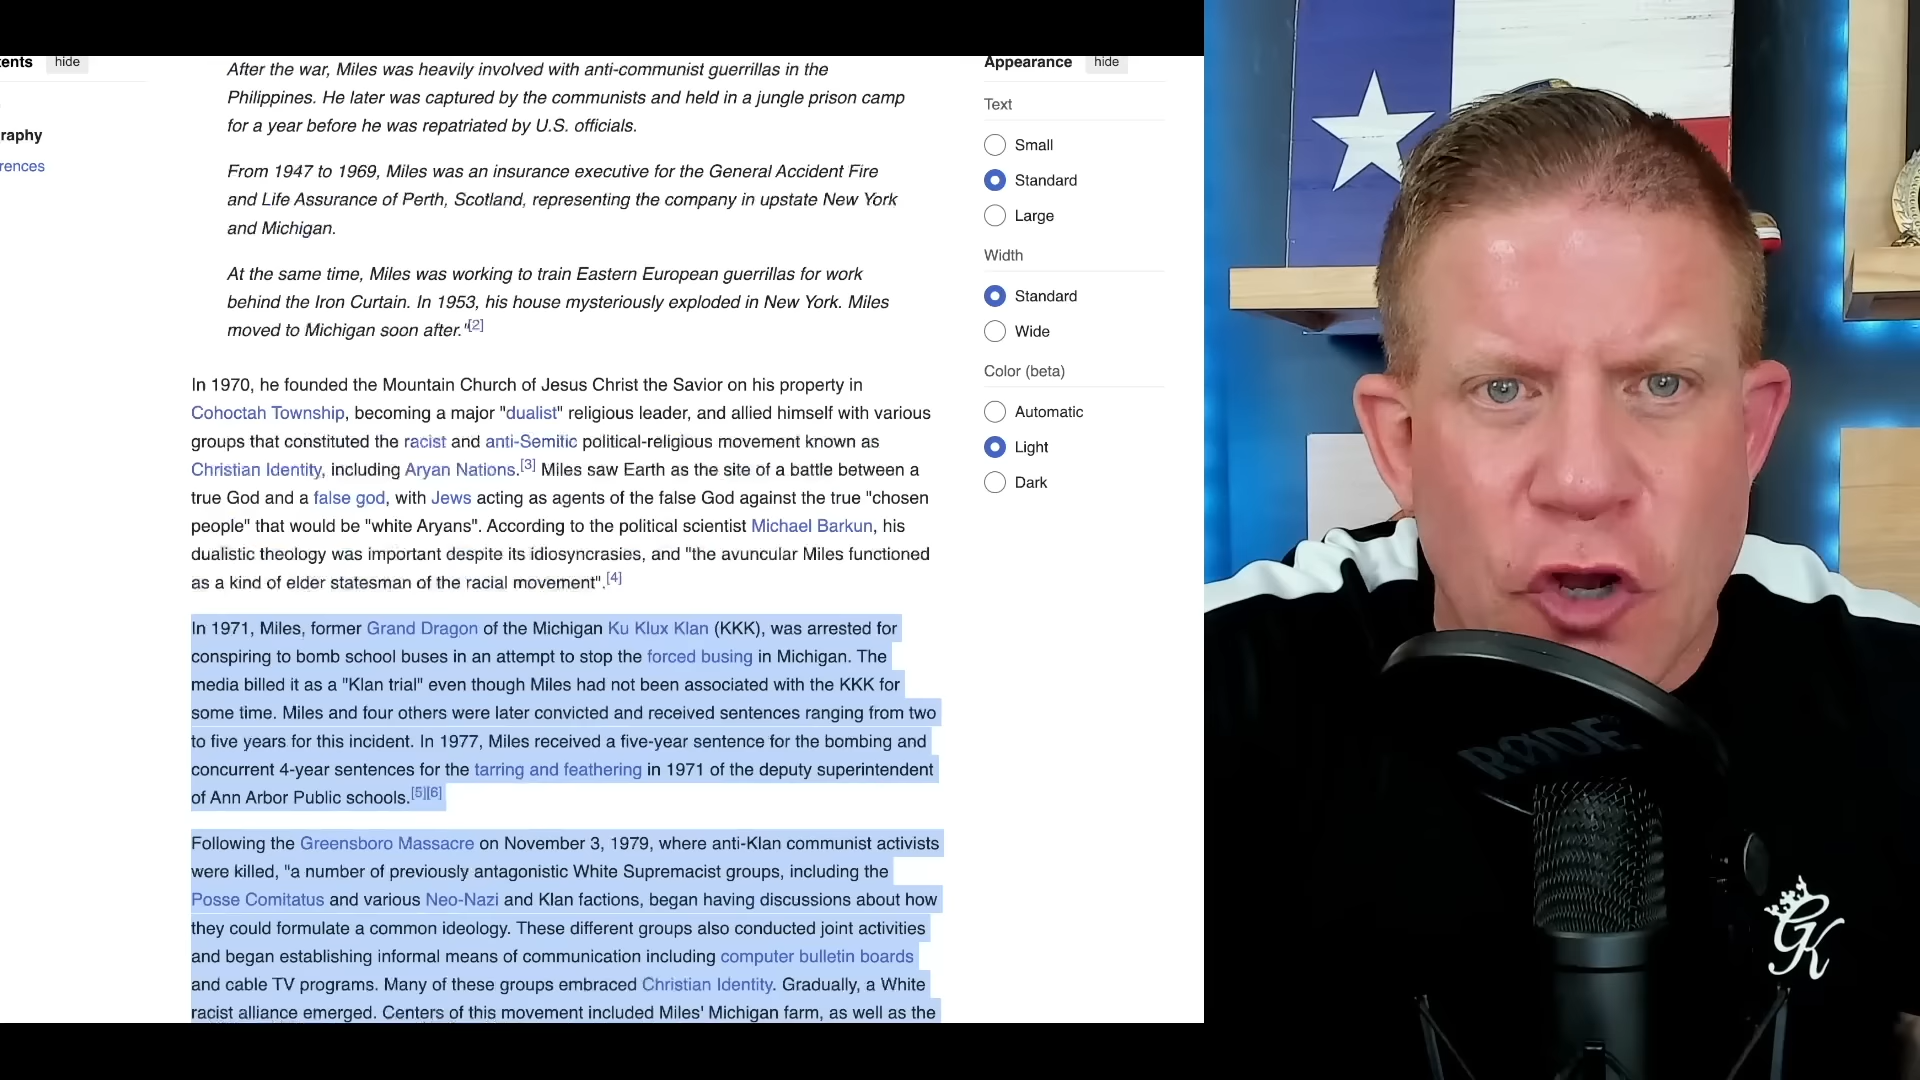 tents hide
raphy
rences
After the war, Miles was heavily involved with anti-communist guerrillas in the
Philippines. He later was captured by the communists and held in a jungle prison camp
for a year before he was repatriated by U.S. officials.
From 1947 to 1969, Miles was an insurance executive for the General Accident Fire
and Life Assurance of Perth, Scotland, representing the company in upstate New York
and Michigan.
At the same time, Miles was working to train Eastern European guerrillas for work
behind the Iron Curtain. In 1953, his house mysteriously exploded in New York. Miles
moved to Michigan soon after."[2]
In 1970, he founded the Mountain Church of Jesus Christ the Savior on his property in
Cohoctah Township, becoming a major "dualist" religious leader, and allied himself with various
groups that constituted the racist and anti-Semitic political-religious movement known as
Christian Identity, including Aryan Nations.[3] Miles saw Earth as the site of a battle between a
true God and a false god, with Jews acting as agents of the false God against the true "chosen
people" that would be "white Aryans". According to the political scientist Michael Barkun, his
dualistic theology was important despite its idiosyncrasies, and "the avuncular Miles functioned
as a kind of elder statesman of the racial movement".[4]
In 1971, Miles, former Grand Dragon of the Michigan Ku Klux Klan (KKK), was arrested for
conspiring to bomb school buses in an attempt to stop the forced busing in Michigan. The
media billed it as a "Klan trial" even though Miles had not been associated with the KKK for
some time. Miles and four others were later convicted and received sentences ranging from two
to five years for this incident. In 1977, Miles received a five-year sentence for the bombing and
concurrent 4-year sentences for the tarring and feathering in 1971 of the deputy superintendent
of Ann Arbor Public schools.[5][6]
Following the Greensboro Massacre on November 3, 1979, where anti-Klan communist activists
were killed, "a number of previously antagonistic White Supremacist groups, including the
Posse Comitatus and various Neo-Nazi and Klan factions, began having discussions about how
they could formulate a common ideology. These different groups also conducted joint activities
and began establishing informal means of communication including computer bulletin boards
and cable TV programs. Many of these groups embraced Christian Identity. Gradually, a White
racist alliance emerged. Centers of this movement included Miles' Michigan farm, as well as the
Appearance hide
Text
Small
Standard
Large
Width
Standard
Wide
Color (beta)
Automatic
Light
Dark
RØDE
GK